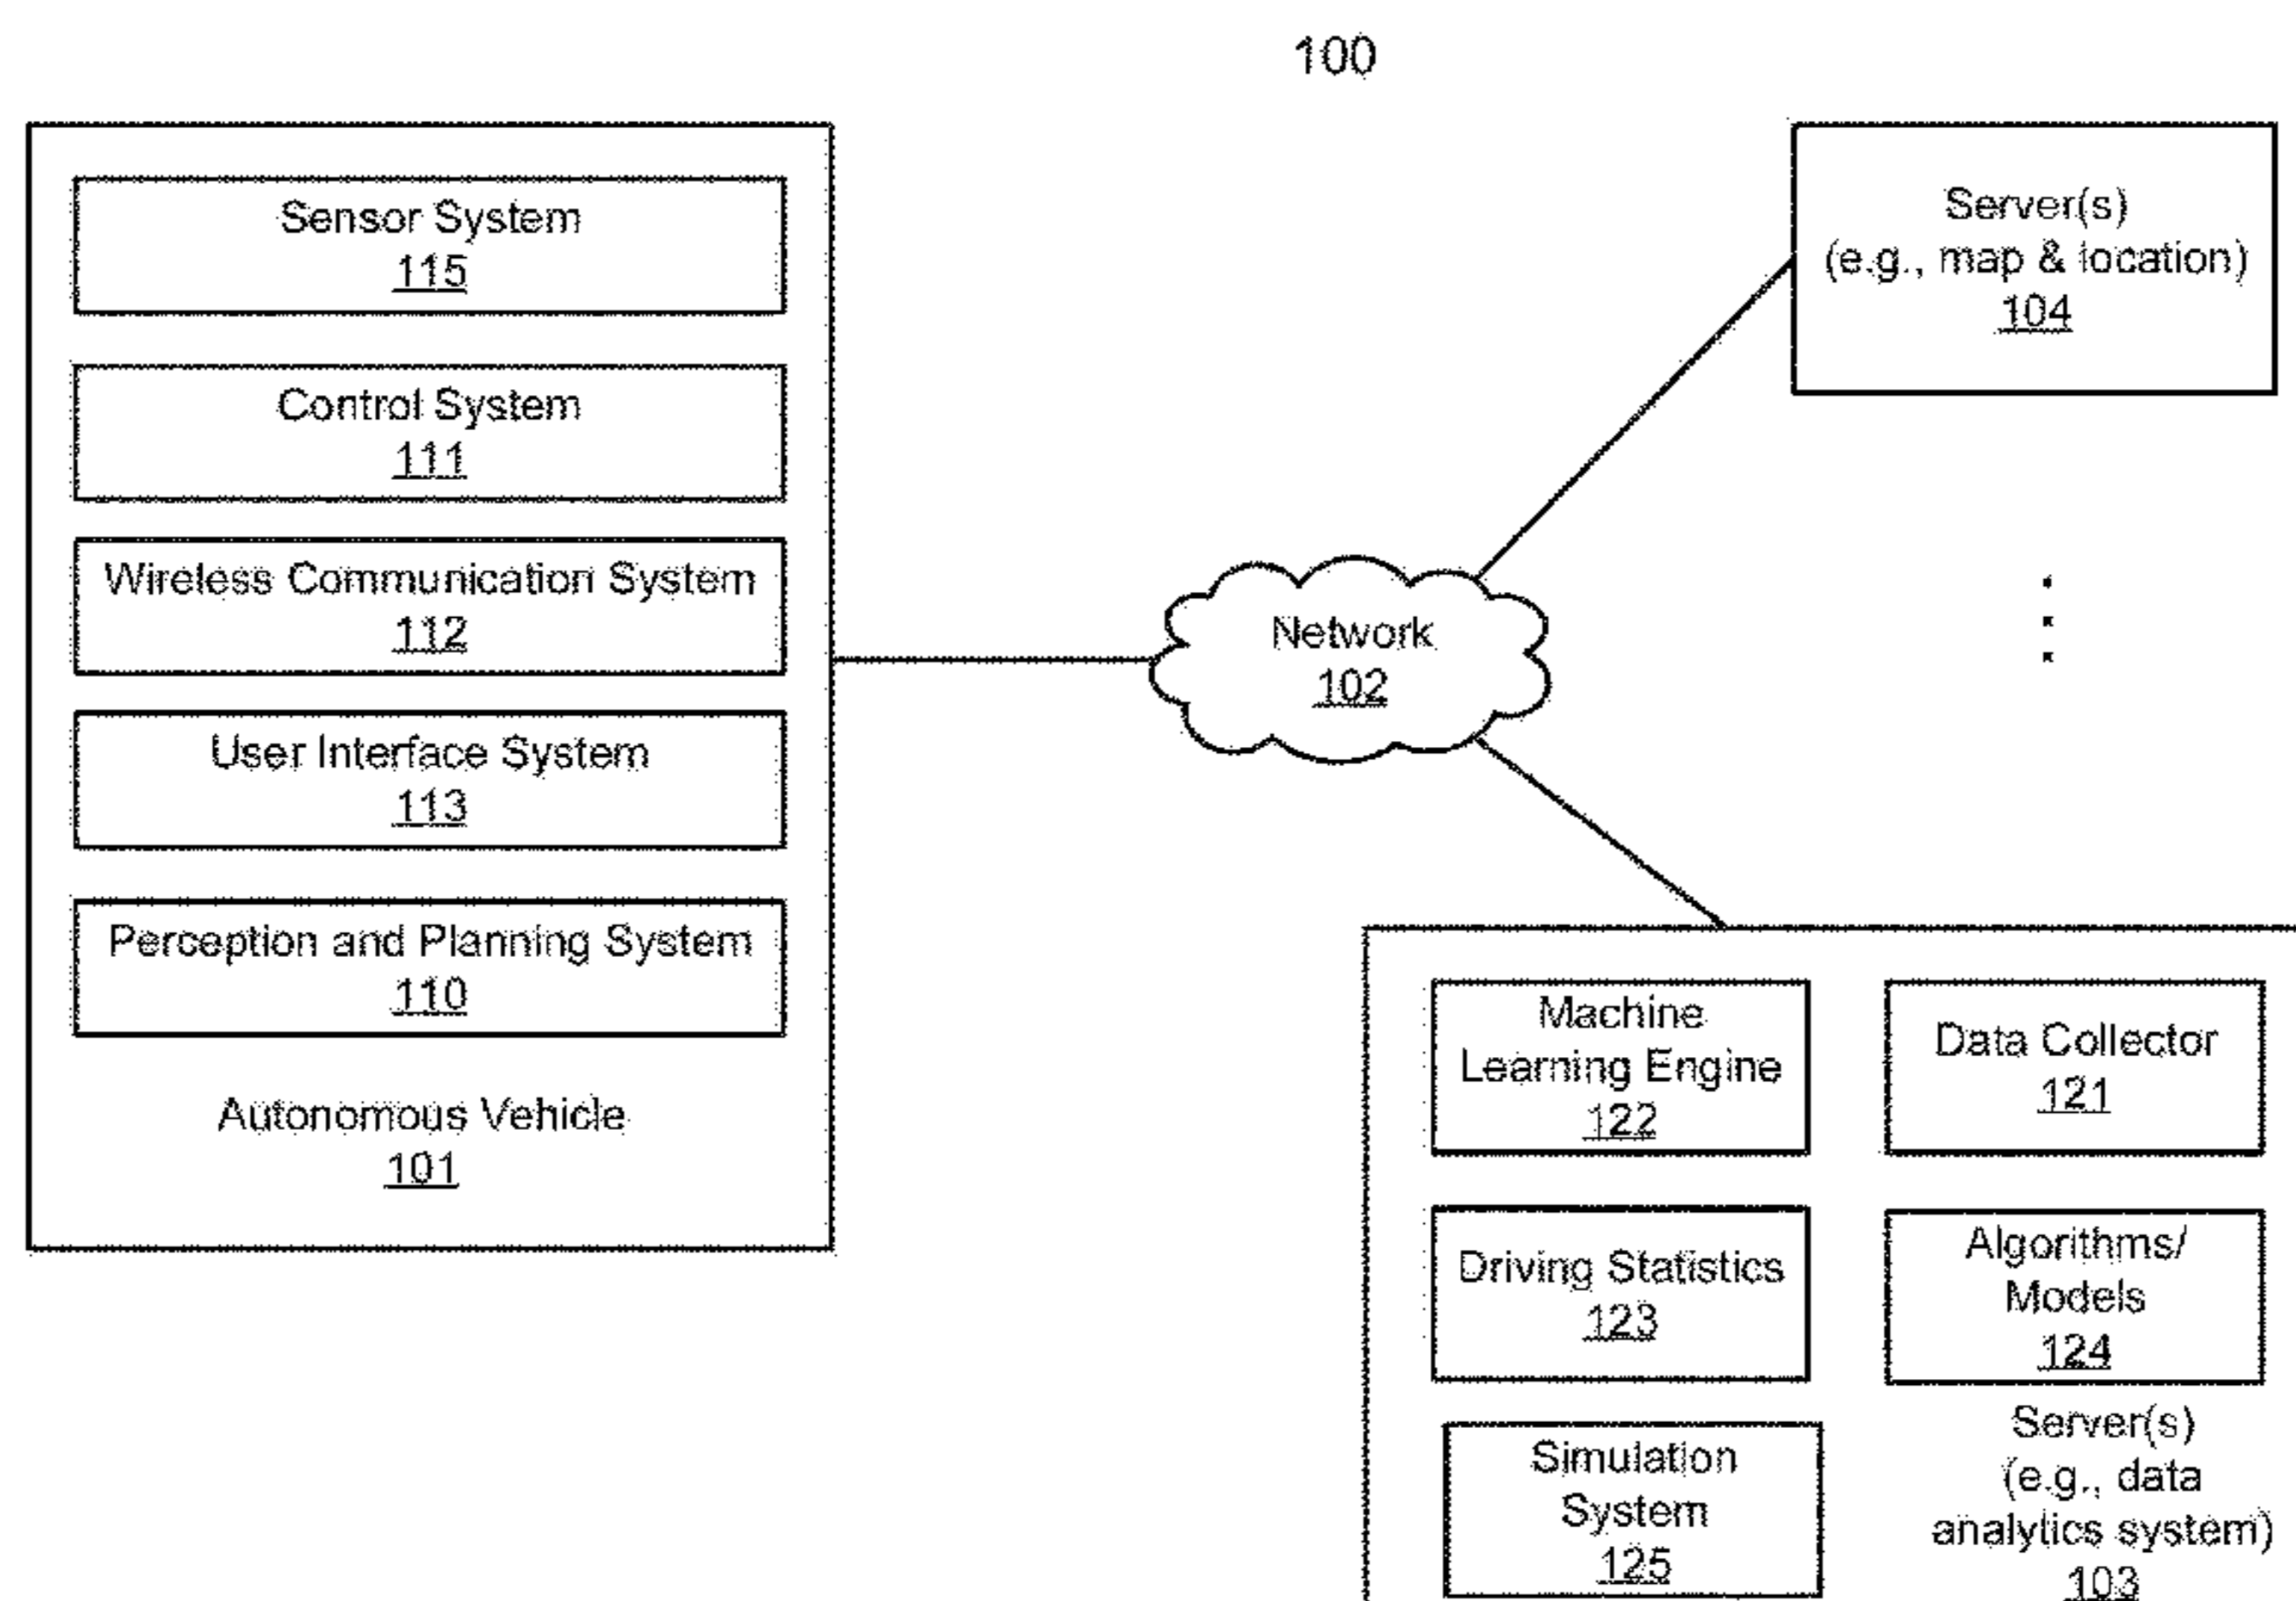 100
Sensor System
115
Control System
111
Wireless Communication System
112
User Interface System
113
Perception and Planning System
110
Autonomous Vehicle
101
Network
102
Server(s)
(e.g., map & location)
104
Machine
Learning Engine
122
Data Collector
121
Driving Statistics
123
Algorithms/
Models
124
Simulation
System
125
Server(s)
(e.g., data
analytics system)
103